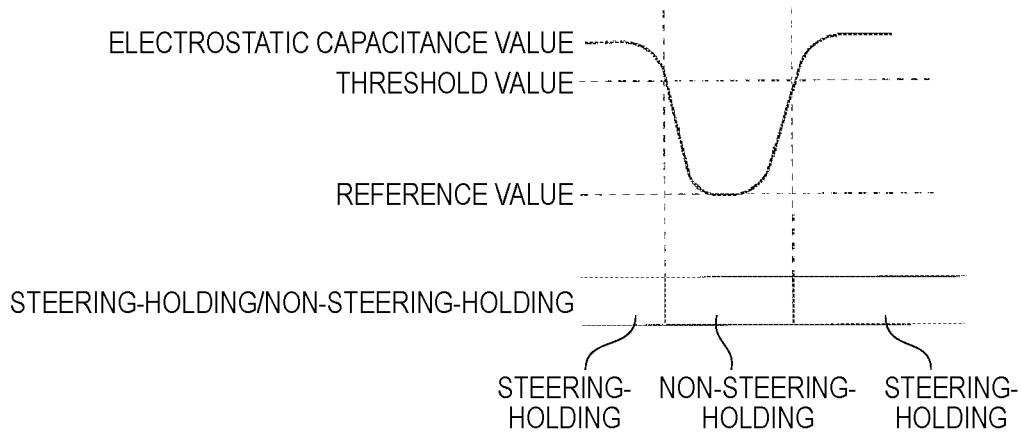 ELECTROSTATIC CAPACITANCE VALUE
THRESHOLD VALUE
REFERENCE VALUE
STEERING-HOLDING/NON-STEERING-HOLDING
STEERING-
HOLDING
NON-STEERING-
HOLDING
STEERING-
HOLDING